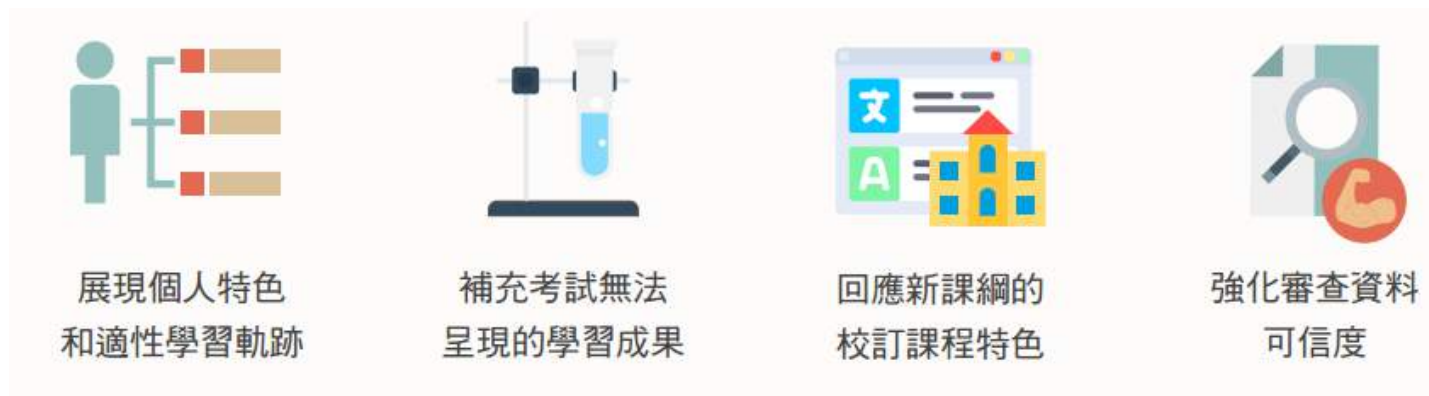 文
A
展現個人特色
和適性學習軌跡
補充考試無法
呈現的學習成果
回應新課綱的
校訂課程特色
強化審查資料
可信度